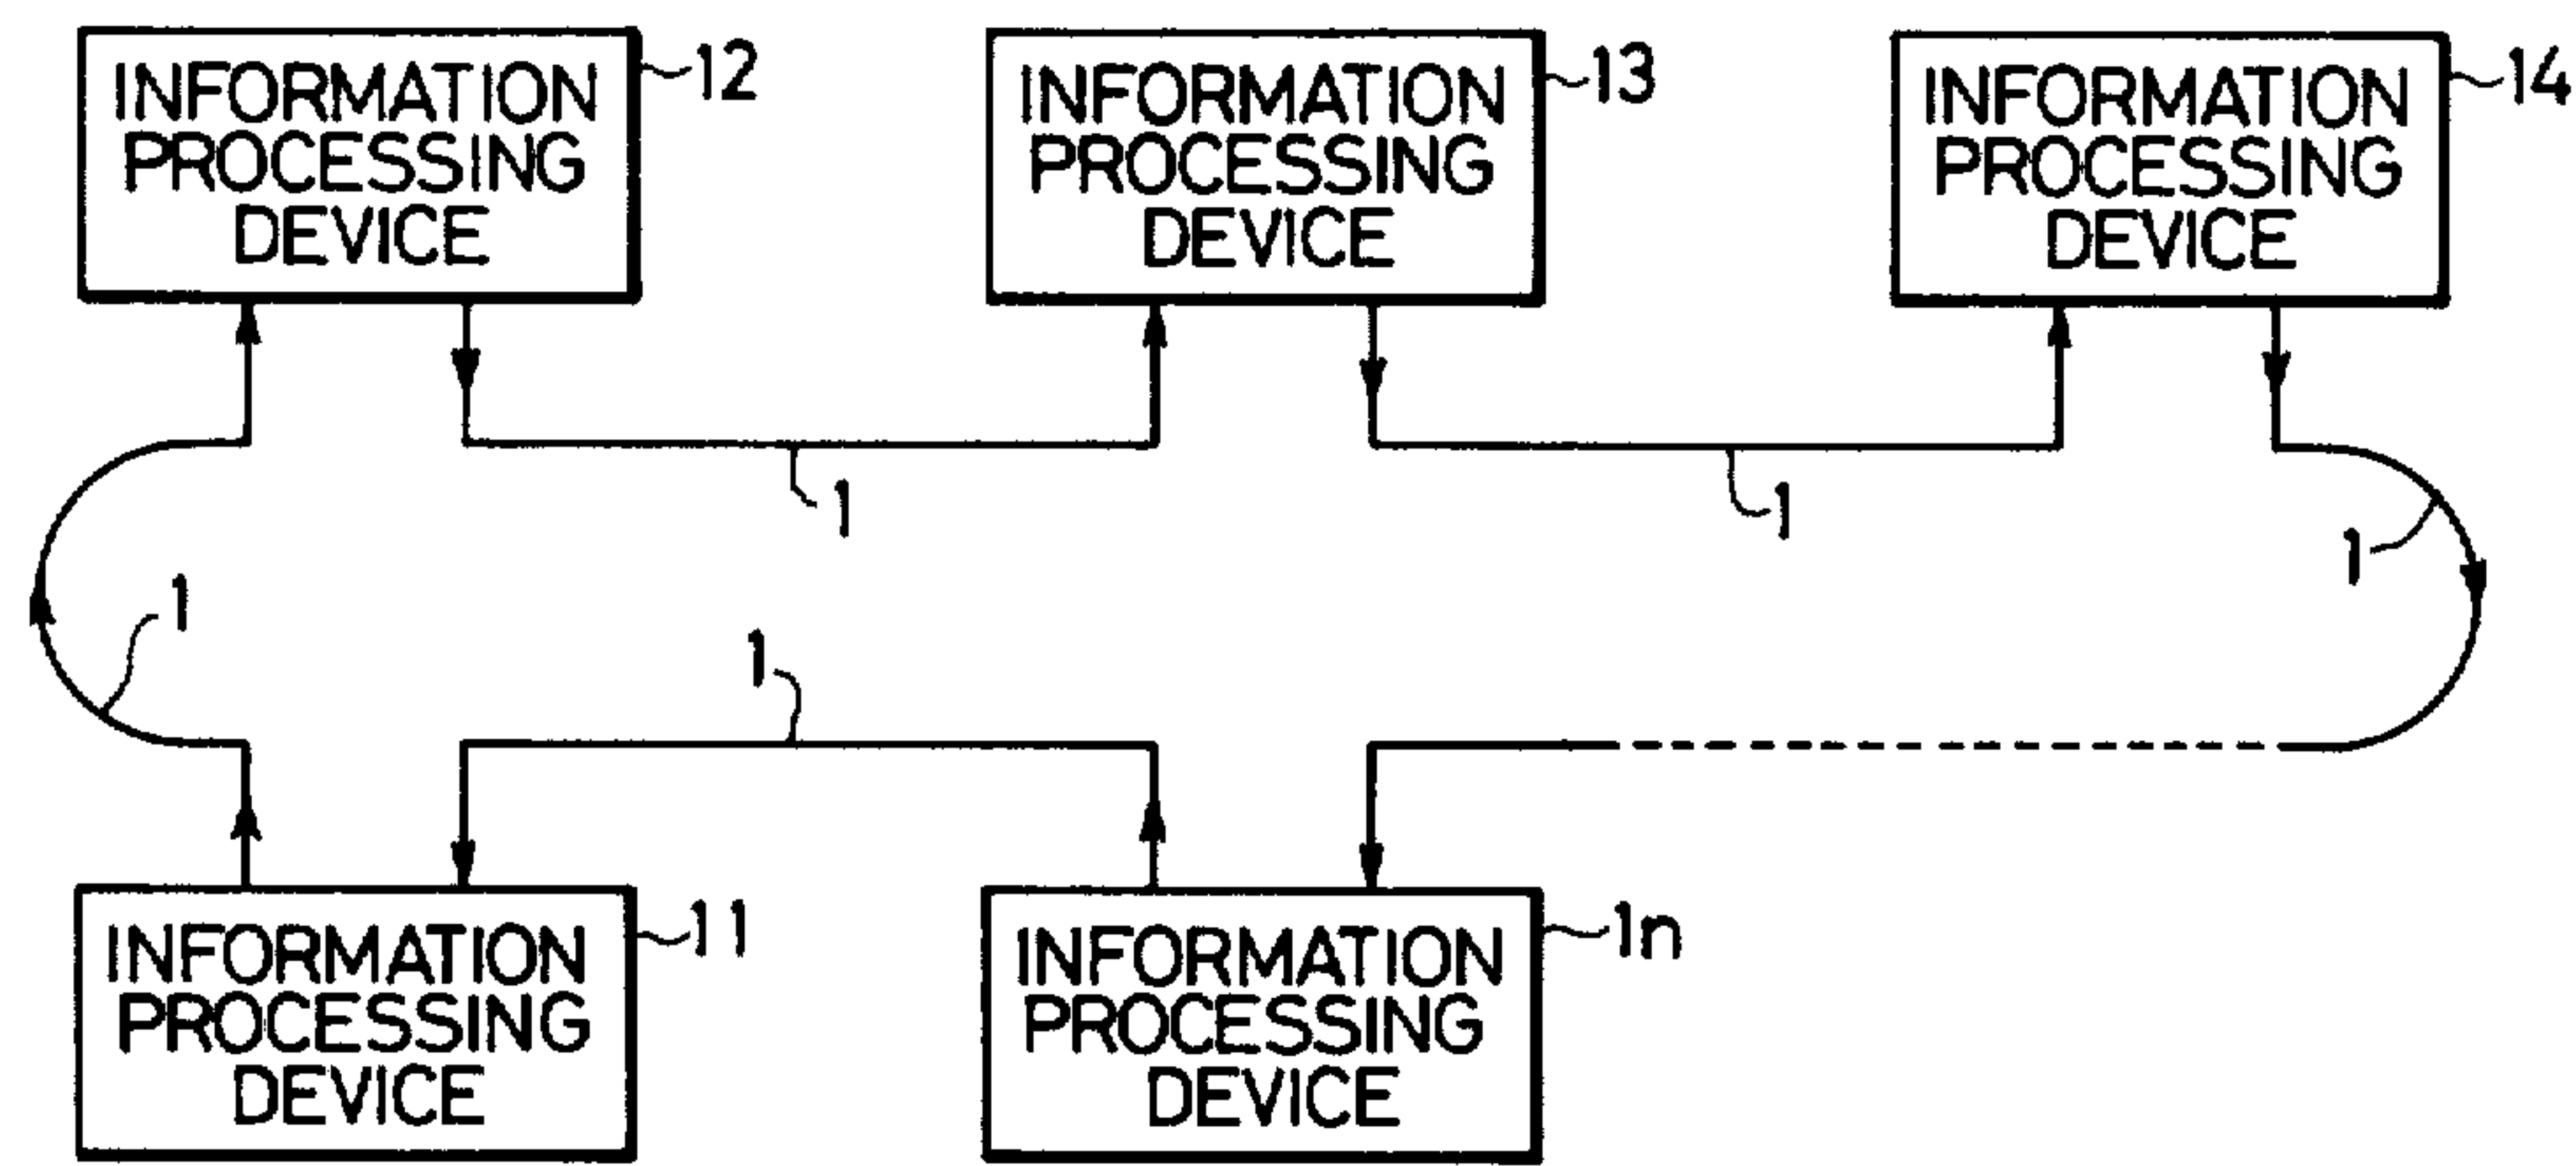 INFORMATION
PROCESSING
DEVICE
12
INFORMATION
PROCESSING
DEVICE
13
INFORMATION
PROCESSING
DEVICE
14
1
1
1
1
1
INFORMATION
PROCESSING
DEVICE
11
INFORMATION
PROCESSING
DEVICE
1n